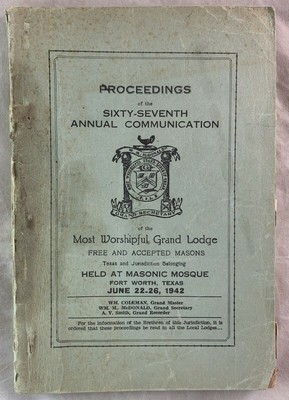 PROCEEDINGS
of the
SIXTY-SEVENTH
ANNUAL COMMUNICATION
GRAND SECRETARY
of the
Most Worshipful Grand Lodge
FREE AND ACCEPTED MASONS
Texas and Jurisdiction Belonging
HELD AT MASONIC MOSQUE
FORT WORTH, TEXAS
JUNE 22-26, 1942
WM. COLEMAN, Grand Master
WM. M. McDONALD, Grand Secretary
A. V. Smith, Grand Recorder
For the Information of the Brethren of this Jurisdiction, it is
ordered that these proceedings be read in all the Local Lodges...